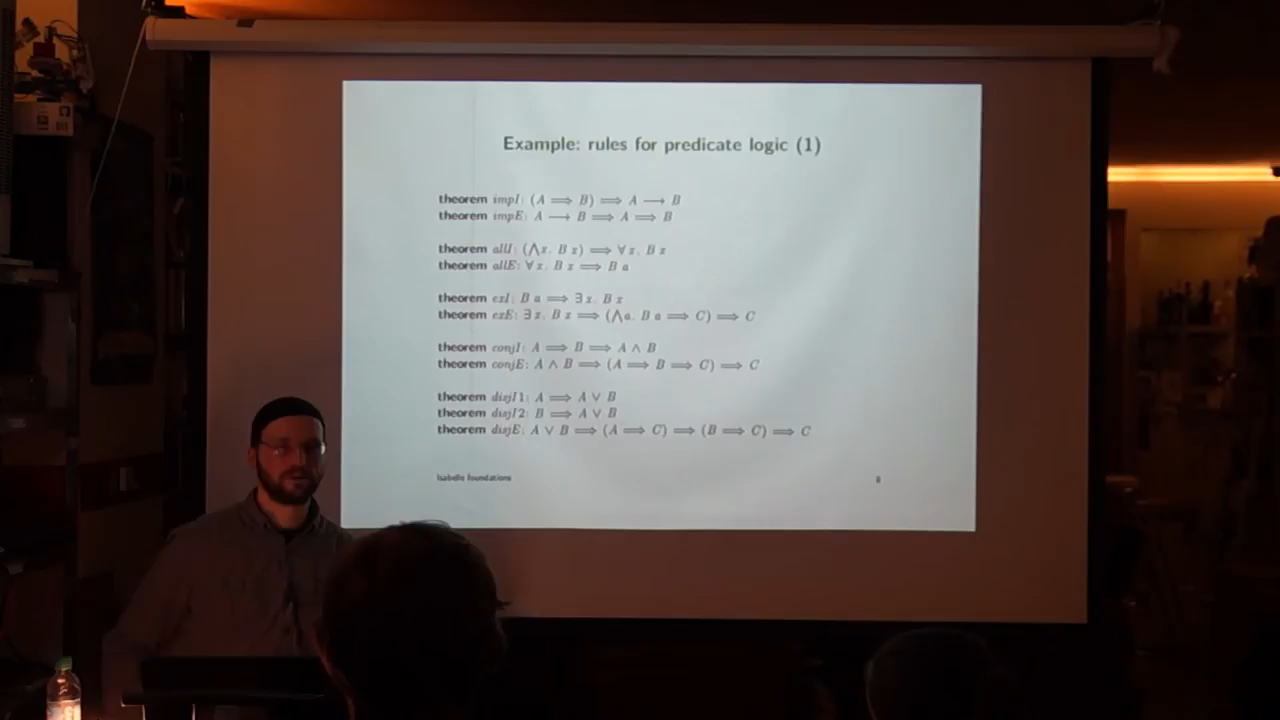 Example: rules for predicate logic (1)
theorem impI: (A ⟹ B) ⟹ A ⟶ B
theorem impE: A ⟶ B ⟹ A ⟹ B
theorem allI: (⋀x. B x) ⟹ ∀x. B x
theorem allE: ∀x. B x ⟹ B a
theorem exI: B a ⟹ ∃x. B x
theorem exE: ∃x. B x ⟹ (⋀a. B a ⟹ C) ⟹ C
theorem conjI: A ⟹ B ⟹ A ∧ B
theorem conjE: A ∧ B ⟹ (A ⟹ B ⟹ C) ⟹ C
theorem disjI1: A ⟹ A ∨ B
theorem disjI2: B ⟹ A ∨ B
theorem disjE: A ∨ B ⟹ (A ⟹ C) ⟹ (B ⟹ C) ⟹ C
Isabelle foundations 8